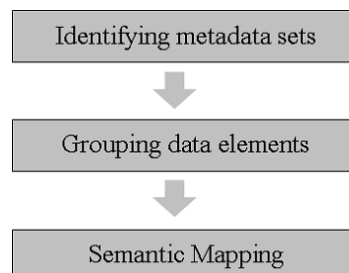 Identifying metadata sets
Grouping data elements
Semantic Mapping